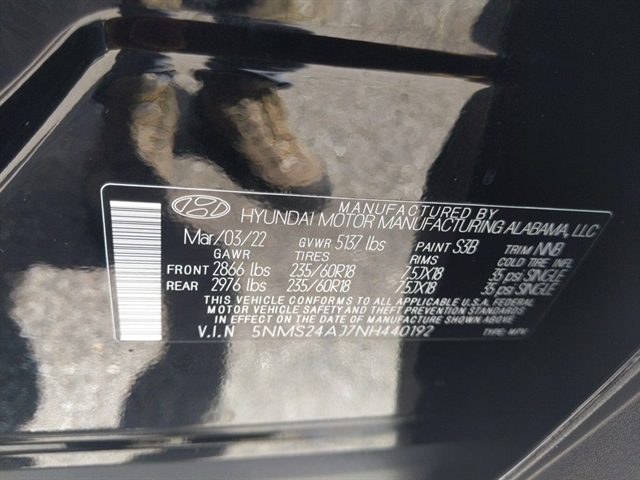 MANUFACTURED BY
HYUNDAI MOTOR MANUFACTURING ALABAMA, LLC
Mar/03/22 GVWR 5137 lbs PAINT S3B TRIM NNB
GAWR TIRES RIMS COLD TIRE INFL.
FRONT 2866 lbs 235/60R18 7.5JX18 35 psi SINGLE
REAR 2976 lbs 235/60R18 7.5JX18 35 psi SINGLE
THIS VEHICLE CONFORMS TO ALL APPLICABLE U.S. FEDERAL
MOTOR VEHICLE SAFETY AND THEFT PREVENTION
STANDARDS IN EFFECT ON THE DATE OF MANUFACTURE SHOWN ABOVE.
V.I.N 5NMS24AJ7NH440192 TYPE: MPV